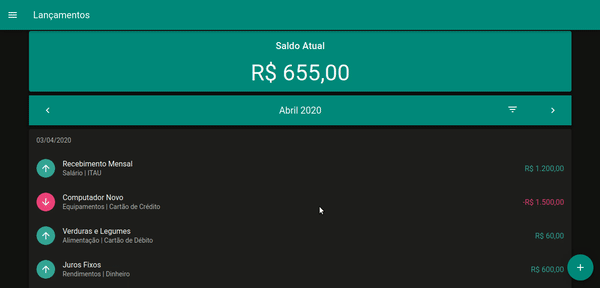 Lançamentos
Saldo Atual
R$ 655,00
Abril 2020
03/04/2020
Recebimento Mensal
Salário | ITAU
R$ 1.200,00
Computador Novo
Equipamentos | Cartão de Crédito
-R$ 1.500,00
Verduras e Legumes
Alimentação | Cartão de Débito
R$ 60,00
Juros Fixos
Rendimentos | Dinheiro
R$ 600,00